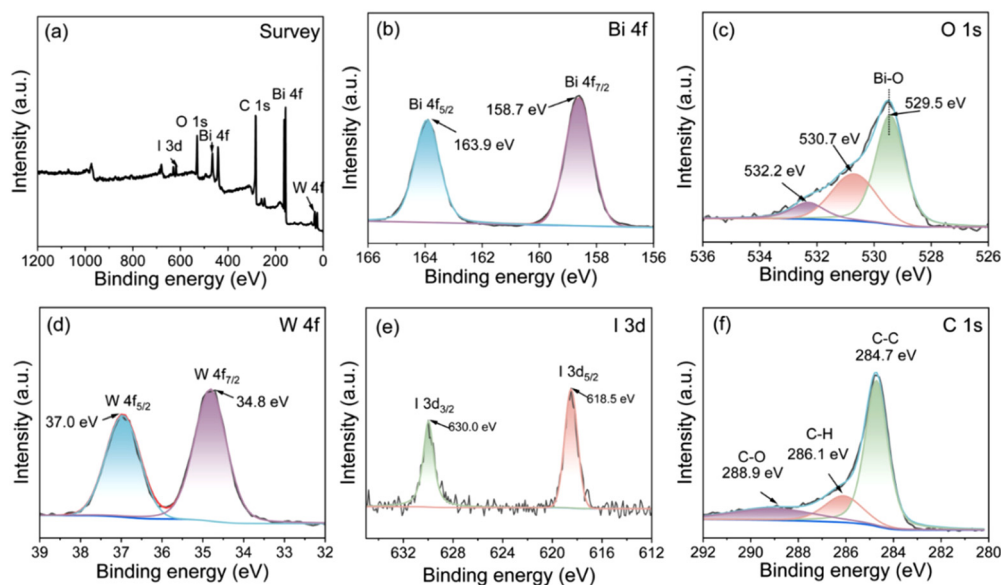 (a) Survey
Intensity (a.u.)
Bi 4f
C 1s
O 1s
Bi 4f
I 3d
W 4f
1200 1000 800 600 400 200 0
Binding energy (eV)
(b) Bi 4f
Intensity (a.u.)
Bi 4f7/2
158.7 eV
Bi 4f5/2
163.9 eV
166 164 162 160 158 156
Binding energy (eV)
(c) O 1s
Intensity (a.u.)
Bi-O
529.5 eV
530.7 eV
532.2 eV
536 534 532 530 528 526
Binding energy (eV)
(d) W 4f
Intensity (a.u.)
W 4f7/2
34.8 eV
W 4f5/2
37.0 eV
39 38 37 36 35 34 33 32
Binding energy (eV)
(e) I 3d
Intensity (a.u.)
I 3d5/2
618.5 eV
I 3d3/2
630.0 eV
632 628 624 620 616 612
Binding energy (eV)
(f) C 1s
Intensity (a.u.)
C-C
284.7 eV
C-H
286.1 eV
C-O
288.9 eV
292 290 288 286 284 282 280
Binding energy (eV)